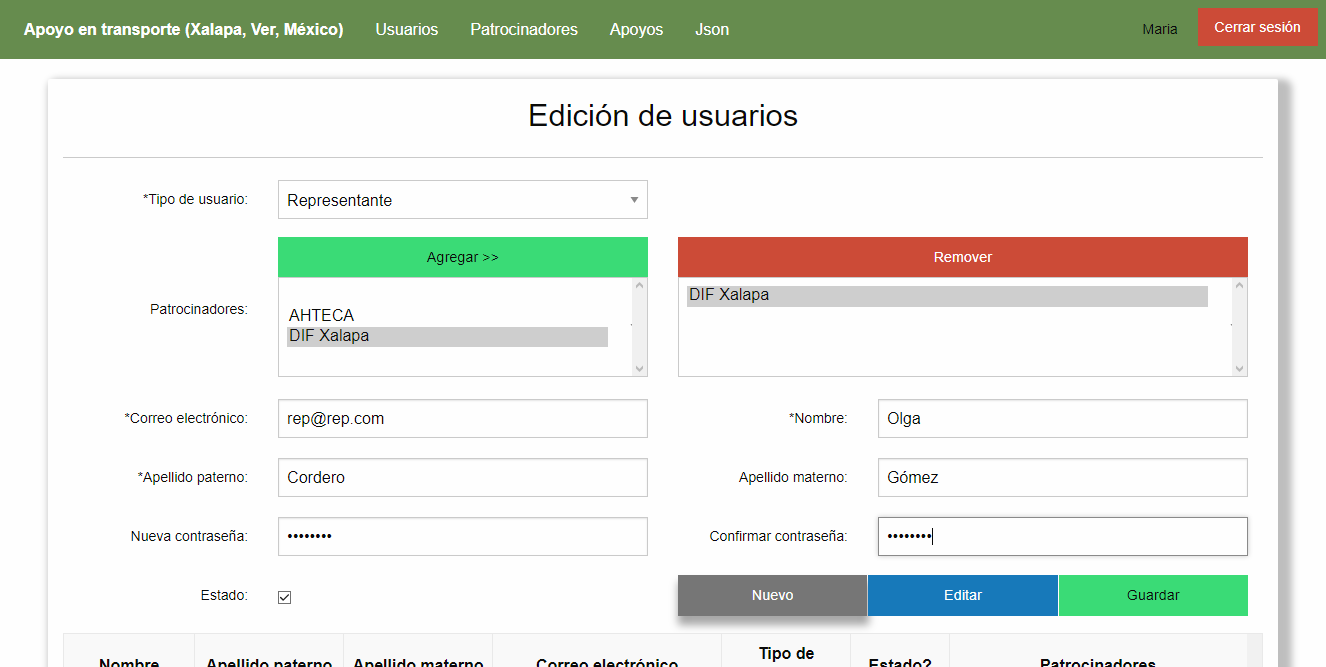 Apoyo en transporte (Xalapa, Ver, México) Usuarios Patrocinadores Apoyos Json Maria Cerrar sesión
Edición de usuarios
*Tipo de usuario: Representante
Agregar >> Remover
Patrocinadores:
AHTECA
DIF Xalapa
DIF Xalapa
*Correo electrónico: rep@rep.com *Nombre: Olga
*Apellido paterno: Cordero Apellido materno: Gómez
Nueva contraseña: •••••••• Confirmar contraseña: ••••••••
Estado: Nuevo Editar Guardar
Nombre Apellido paterno Apellido materno Correo electrónico Tipo de Estado? Patrocinadores